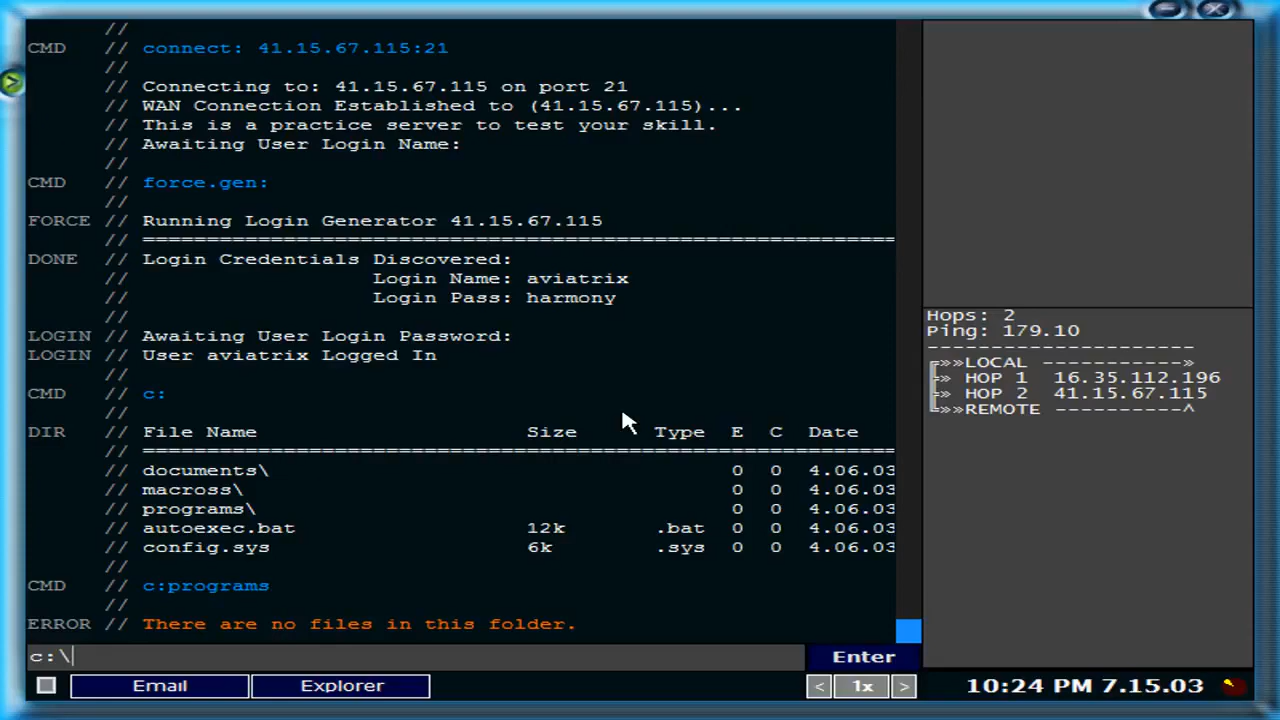 //
CMD // connect: 41.15.67.115:21
//
// Connecting to: 41.15.67.115 on port 21
// WAN Connection Established to (41.15.67.115)...
// This is a practice server to test your skill.
// Awaiting User Login Name:
//
CMD // force.gen:
//
FORCE // Running Login Generator 41.15.67.115
// ===========================================================
DONE // Login Credentials Discovered:
// Login Name: aviatrix
// Login Pass: harmony
//
LOGIN // Awaiting User Login Password:
LOGIN // User aviatrix Logged In
//
CMD // c:
//
DIR // File Name Size Type E C Date
// ===========================================================
// documents\ 0 0 4.06.03
// macross\ 0 0 4.06.03
// programs\ 0 0 4.06.03
// autoexec.bat 12k .bat 0 0 4.06.03
// config.sys 6k .sys 0 0 4.06.03
//
CMD // c:programs
//
ERROR // There are no files in this folder.
c:\
Enter
Email Explorer < 1x > 10:24 PM 7.15.03
Hops: 2
Ping: 179.10
---------------------
╔»»LOCAL -----------»
╠» HOP 1 16.35.112.196
╠» HOP 2 41.15.67.115
╚»»REMOTE ----------^